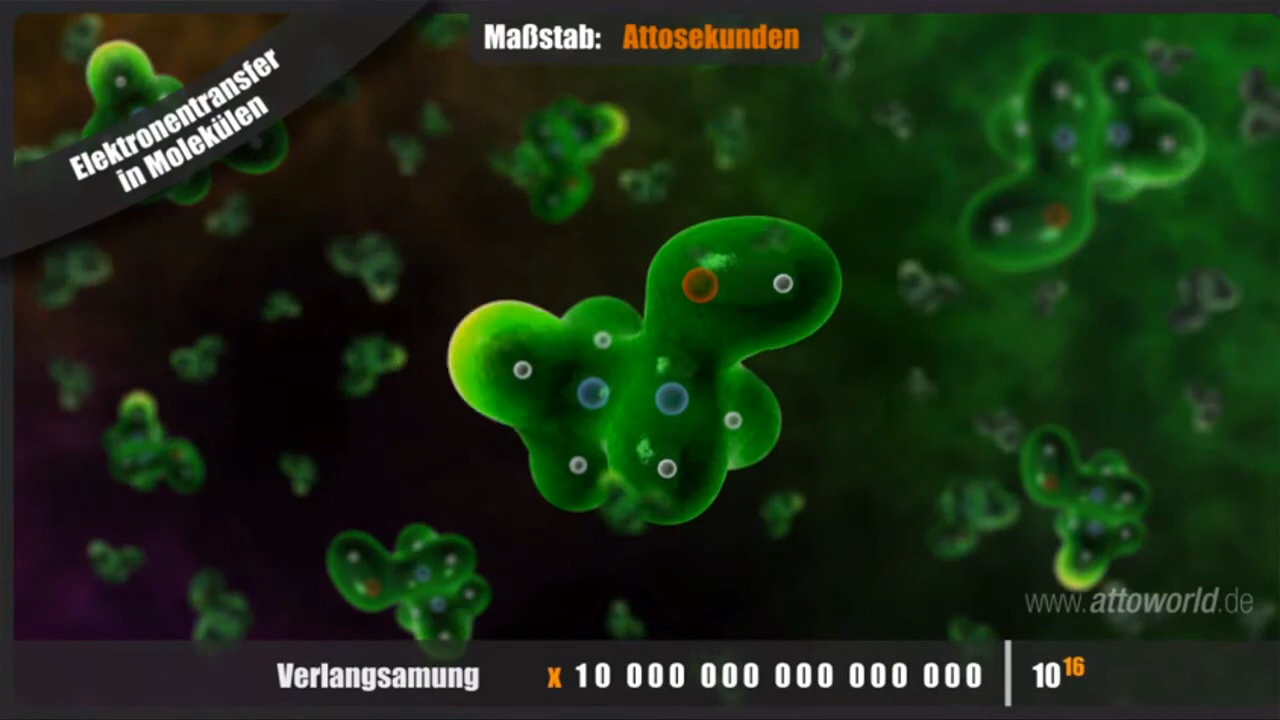 Maßstab: Attosekunden
Elektronentransfer
in Molekülen
www.attoworld.de
Verlangsamung x 10 000 000 000 000 000 10¹⁶